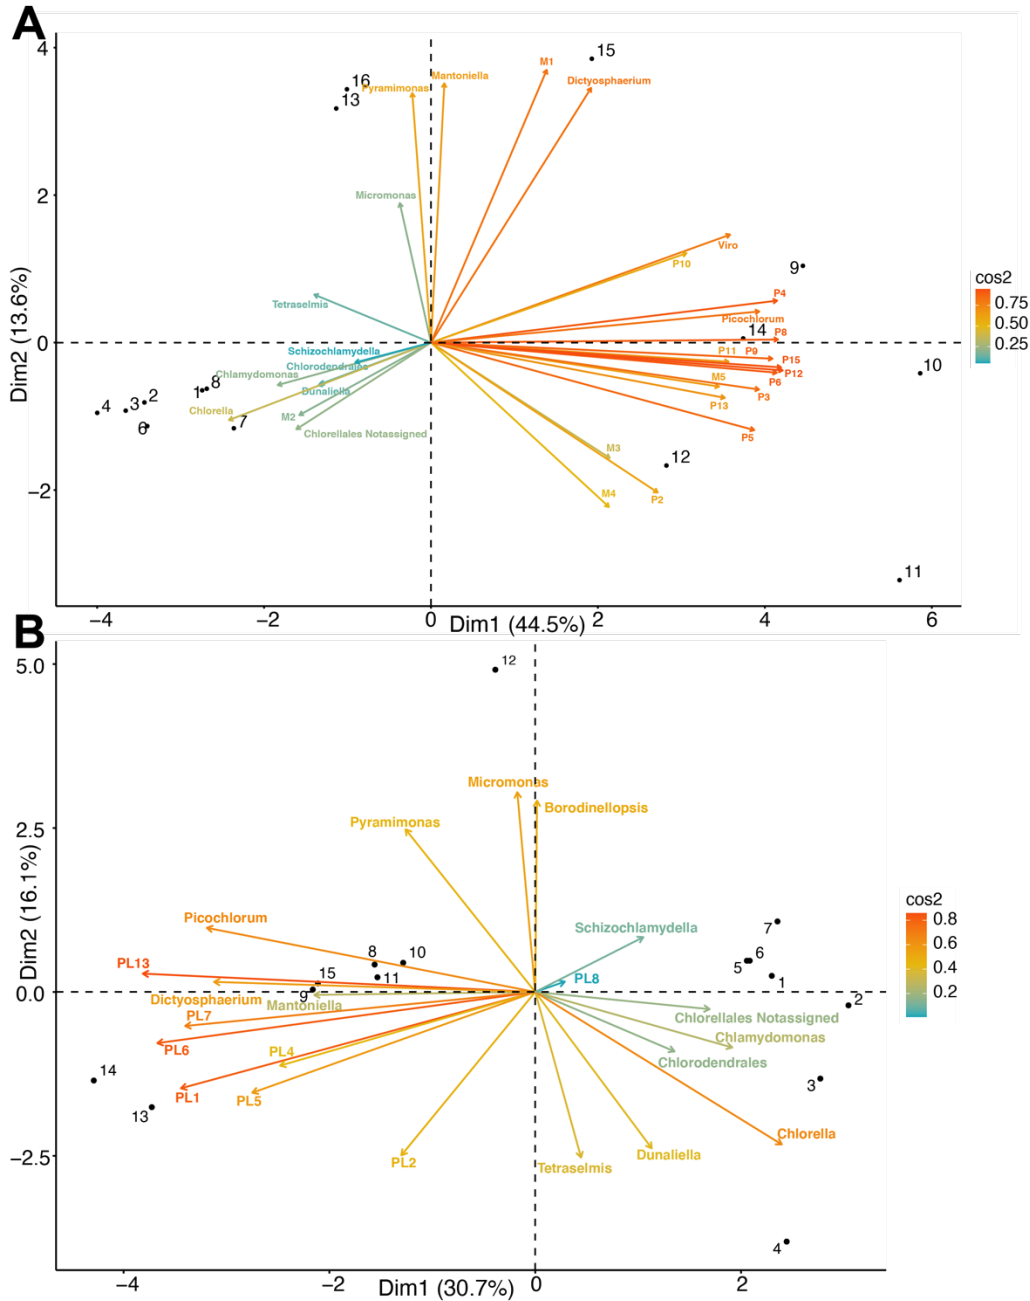 A
4
15
M1
16
Pyramimonas
Mantoniella
Dictyosphaerium
13
2
Micromonas
Viro
P10
9
cos2
Tetraselmis
P4
0.75
Picochlorum
0.50
14
P8
0.25
0
Schizochlamydella
P11
P9
P15
Chlorodendrales
10
Chlamydomonas
M5
P12
P6
1
8
Dunaliella
P3
4
3
2
Chlorella
P13
6
7
M2
Chlorellales Notassigned
P5
M3
12
M4
P2
−2
11
Dim2 (13.6%)
−4
−2
0
2
4
6
Dim1 (44.5%)
B
5.0
12
Micromonas
Borodinellopsis
Pyramimonas
2.5
cos2
Picochlorum
Schizochlamydella
7
0.8
8
10
6
0.6
PL13
5
0.4
15
11
PL8
1
0.2
0.0
9
Dictyosphaerium
Mantoniella
2
PL7
Chlorellales Notassigned
Chlamydomonas
PL6
PL4
Chlorodendrales
14
3
PL1
PL5
13
Chlorella
−2.5
PL2
Tetraselmis
Dunaliella
4
Dim2 (16.1%)
−4
−2
0
2
Dim1 (30.7%)